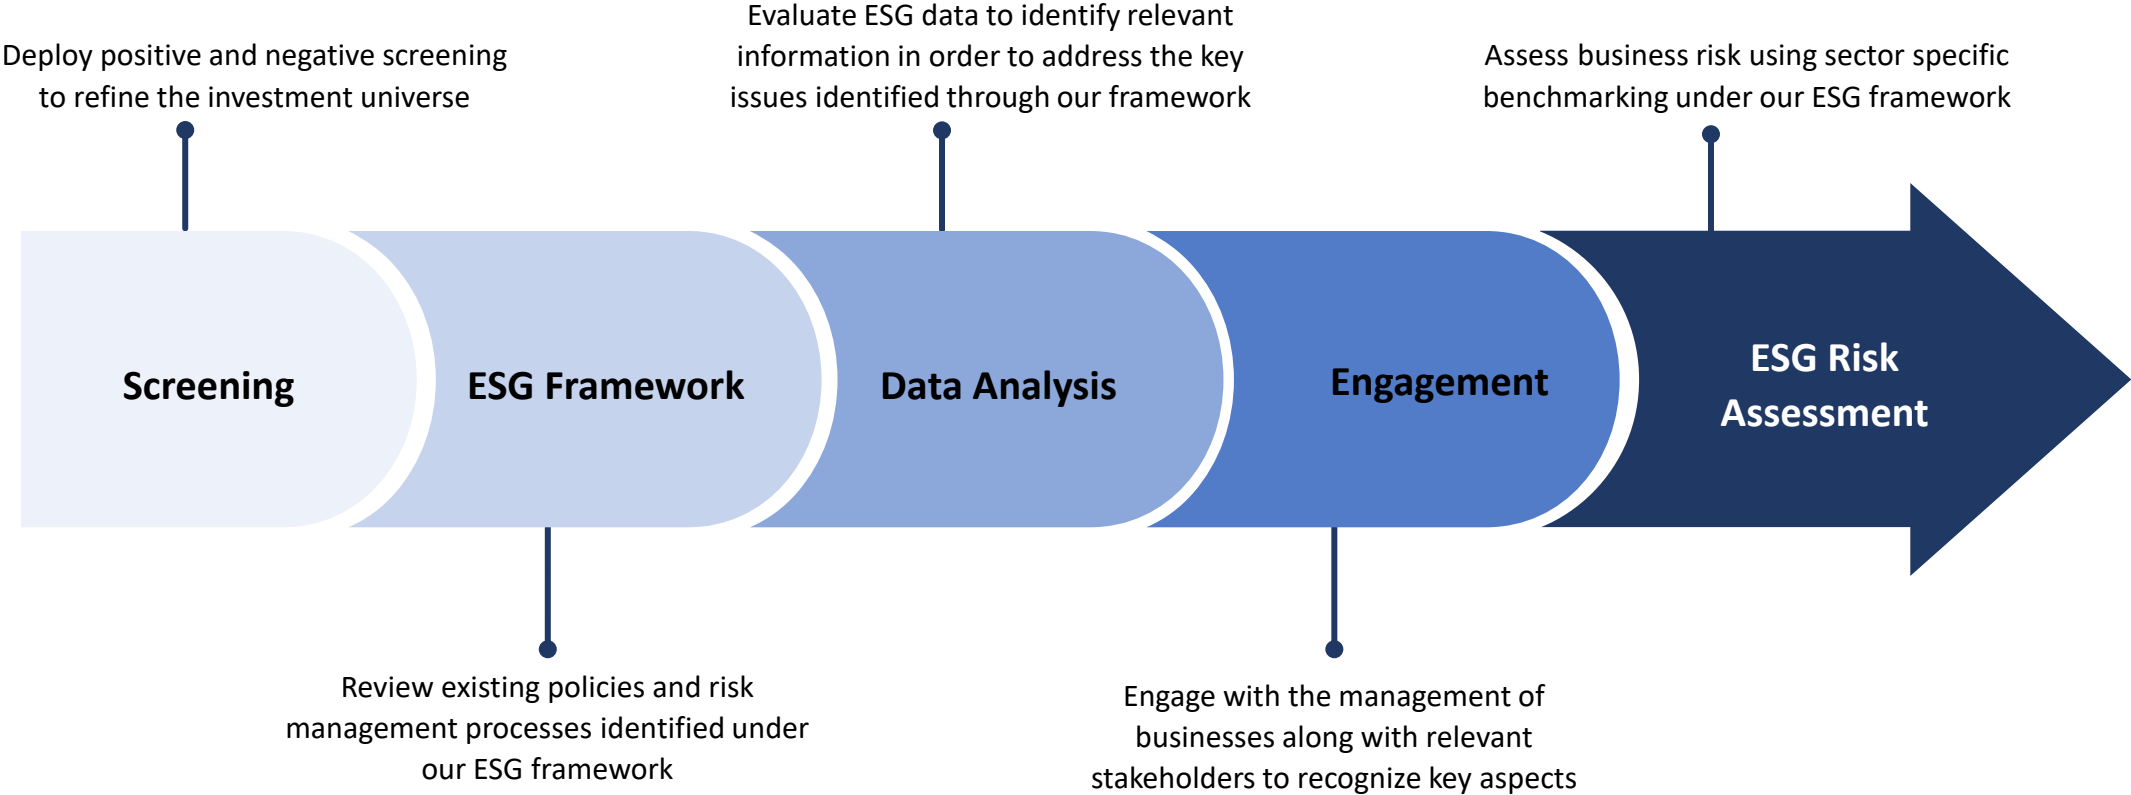 Deploy positive and negative screening
to refine the investment universe
Evaluate ESG data to identify relevant
information in order to address the key
issues identified through our framework
Assess business risk using sector specific
benchmarking under our ESG framework
Screening
ESG Framework
Data Analysis
Engagement
ESG Risk
Assessment
Review existing policies and risk
management processes identified under
our ESG framework
Engage with the management of
businesses along with relevant
stakeholders to recognize key aspects